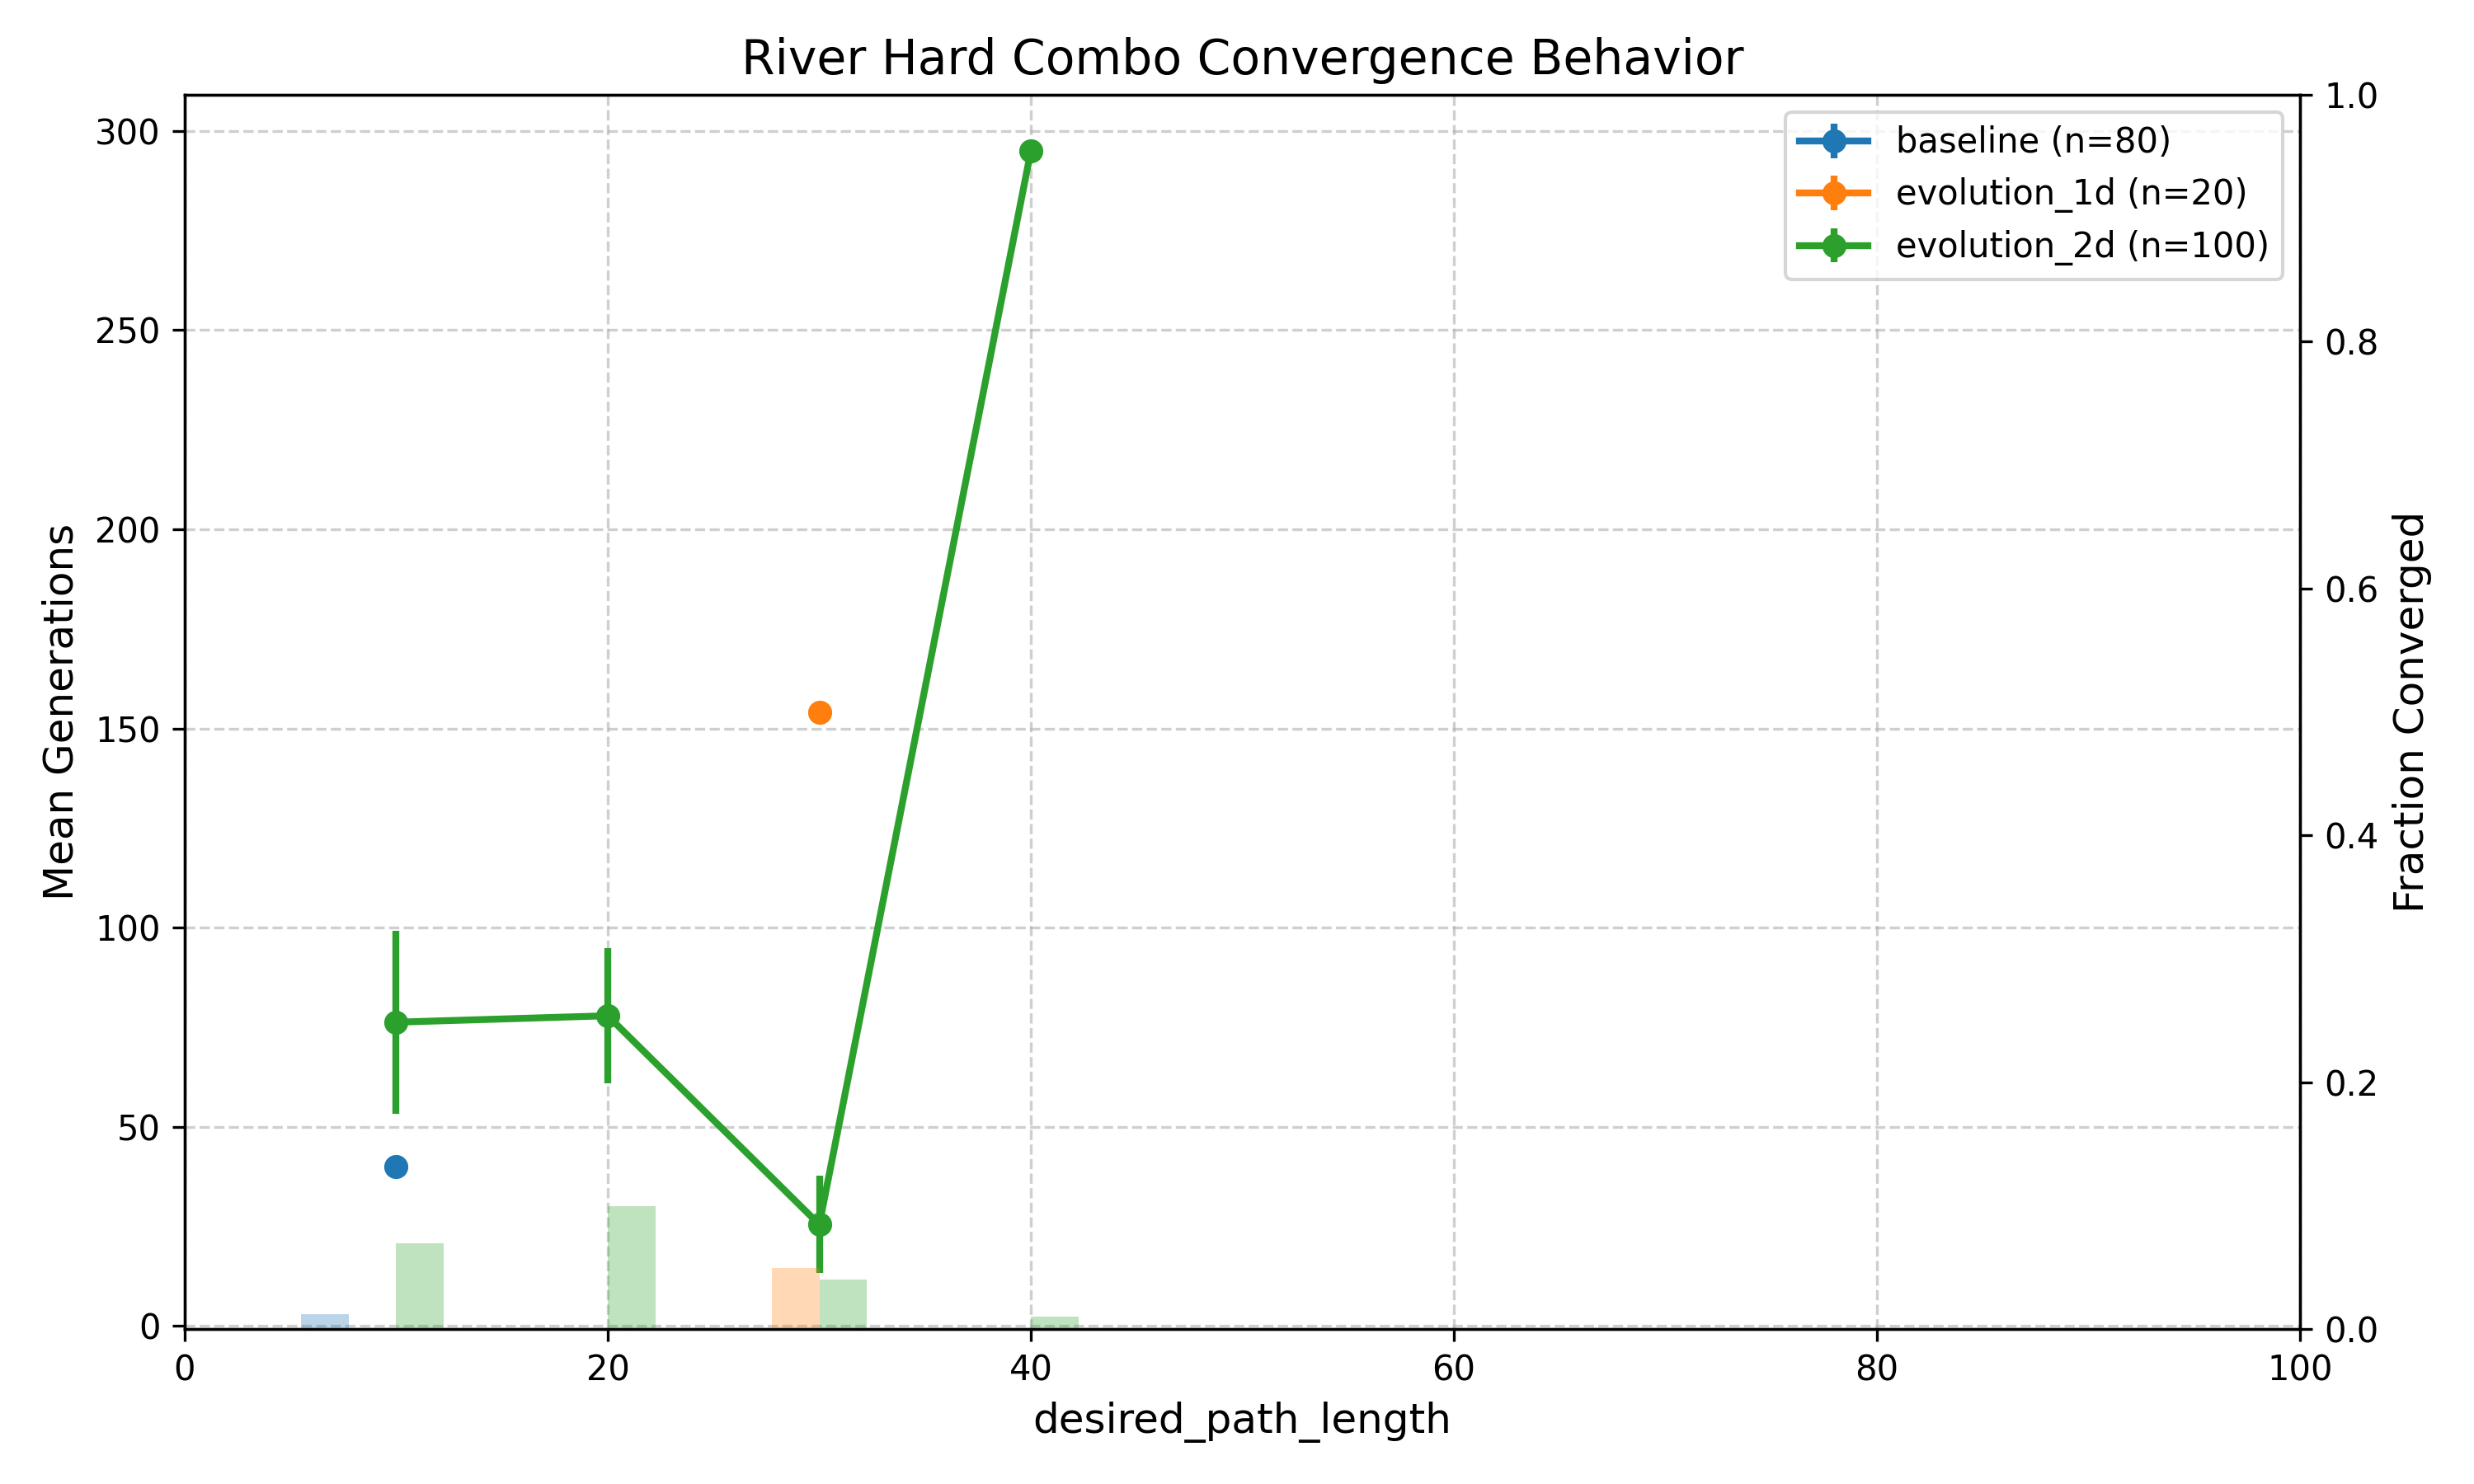 River Hard Combo Convergence Behavior
baseline (n=80)
evolution_1d (n=20)
evolution_2d (n=100)
Mean Generations
300
250
200
150
100
50
0
1.0
0.8
0.6
0.4
0.2
0.0
Fraction Converged
0 20 40 60 80 100
desired_path_length